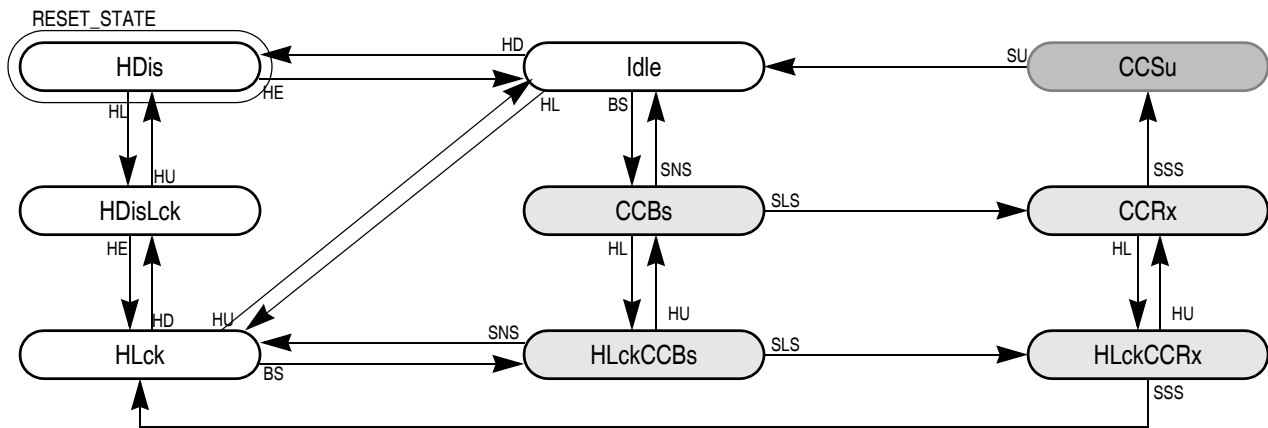 RESET_STATE
HDis
HD
Idle
SU
CCSu
HE
HL
HL
BS
HU
SNS
SSS
HDisLck
CCBs
SLS
CCRx
HE
HL
HL
HD
HU
HU
HU
SNS
SLS
HLck
HLckCCBs
HLckCCRx
BS
SSS